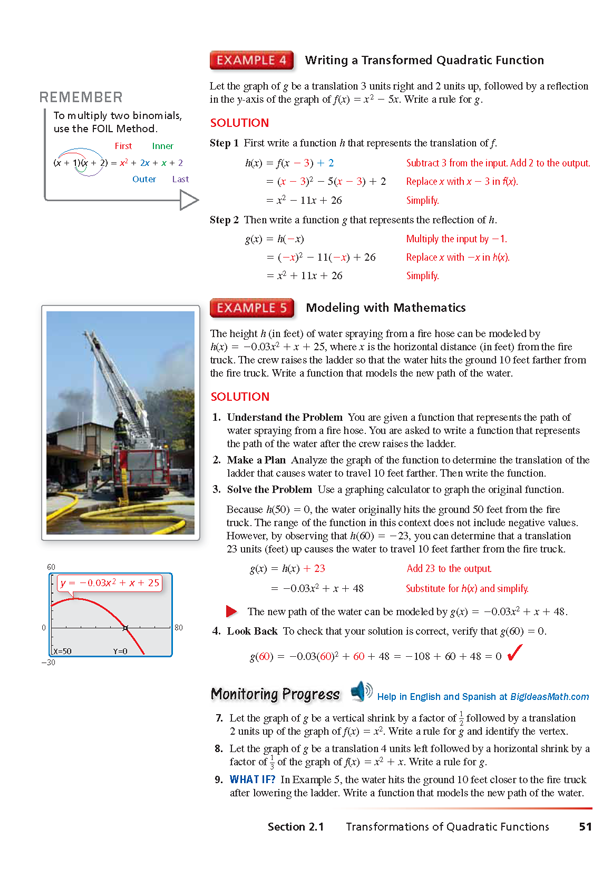 EXAMPLE 4 Writing a Transformed Quadratic Function
Let the graph of g be a translation 3 units right and 2 units up, followed by a reflection
in the y-axis of the graph of f(x) = x² − 5x. Write a rule for g.
REMEMBER
To multiply two binomials,
use the FOIL Method.
First Inner
(x + 1)(x + 2) = x² + 2x + x + 2
Outer Last
SOLUTION
Step 1 First write a function h that represents the translation of f.
h(x) = f(x − 3) + 2 Subtract 3 from the input. Add 2 to the output.
= (x − 3)² − 5(x − 3) + 2 Replace x with x − 3 in f(x).
= x² − 11x + 26 Simplify.
Step 2 Then write a function g that represents the reflection of h.
g(x) = h(−x) Multiply the input by −1.
= (−x)² − 11(−x) + 26 Replace x with −x in h(x).
= x² + 11x + 26 Simplify.
EXAMPLE 5 Modeling with Mathematics
The height h (in feet) of water spraying from a fire hose can be modeled by
h(x) = −0.03x² + x + 25, where x is the horizontal distance (in feet) from the fire
truck. The crew raises the ladder so that the water hits the ground 10 feet farther from
the fire truck. Write a function that models the new path of the water.
SOLUTION
1. Understand the Problem You are given a function that represents the path of
water spraying from a fire hose. You are asked to write a function that represents
the path of the water after the crew raises the ladder.
2. Make a Plan Analyze the graph of the function to determine the translation of the
ladder that causes water to travel 10 feet farther. Then write the function.
3. Solve the Problem Use a graphing calculator to graph the original function.
Because h(50) = 0, the water originally hits the ground 50 feet from the fire
truck. The range of the function in this context does not include negative values.
However, by observing that h(60) = −23, you can determine that a translation
23 units (feet) up causes the water to travel 10 feet farther from the fire truck.
g(x) = h(x) + 23 Add 23 to the output.
= −0.03x² + x + 48 Substitute for h(x) and simplify.
The new path of the water can be modeled by g(x) = −0.03x² + x + 48.
4. Look Back To check that your solution is correct, verify that g(60) = 0.
g(60) = −0.03(60)² + 60 + 48 = −108 + 60 + 48 = 0 ✓
60
y = −0.03x² + x + 25
0
80
X=50 Y=0
−30
Monitoring Progress Help in English and Spanish at BigIdeasMath.com
7. Let the graph of g be a vertical shrink by a factor of 1/2 followed by a translation
2 units up of the graph of f(x) = x². Write a rule for g and identify the vertex.
8. Let the graph of g be a translation 4 units left followed by a horizontal shrink by a
factor of 1/3 of the graph of f(x) = x² + x. Write a rule for g.
9. WHAT IF? In Example 5, the water hits the ground 10 feet closer to the fire truck
after lowering the ladder. Write a function that models the new path of the water.
Section 2.1 Transformations of Quadratic Functions 51